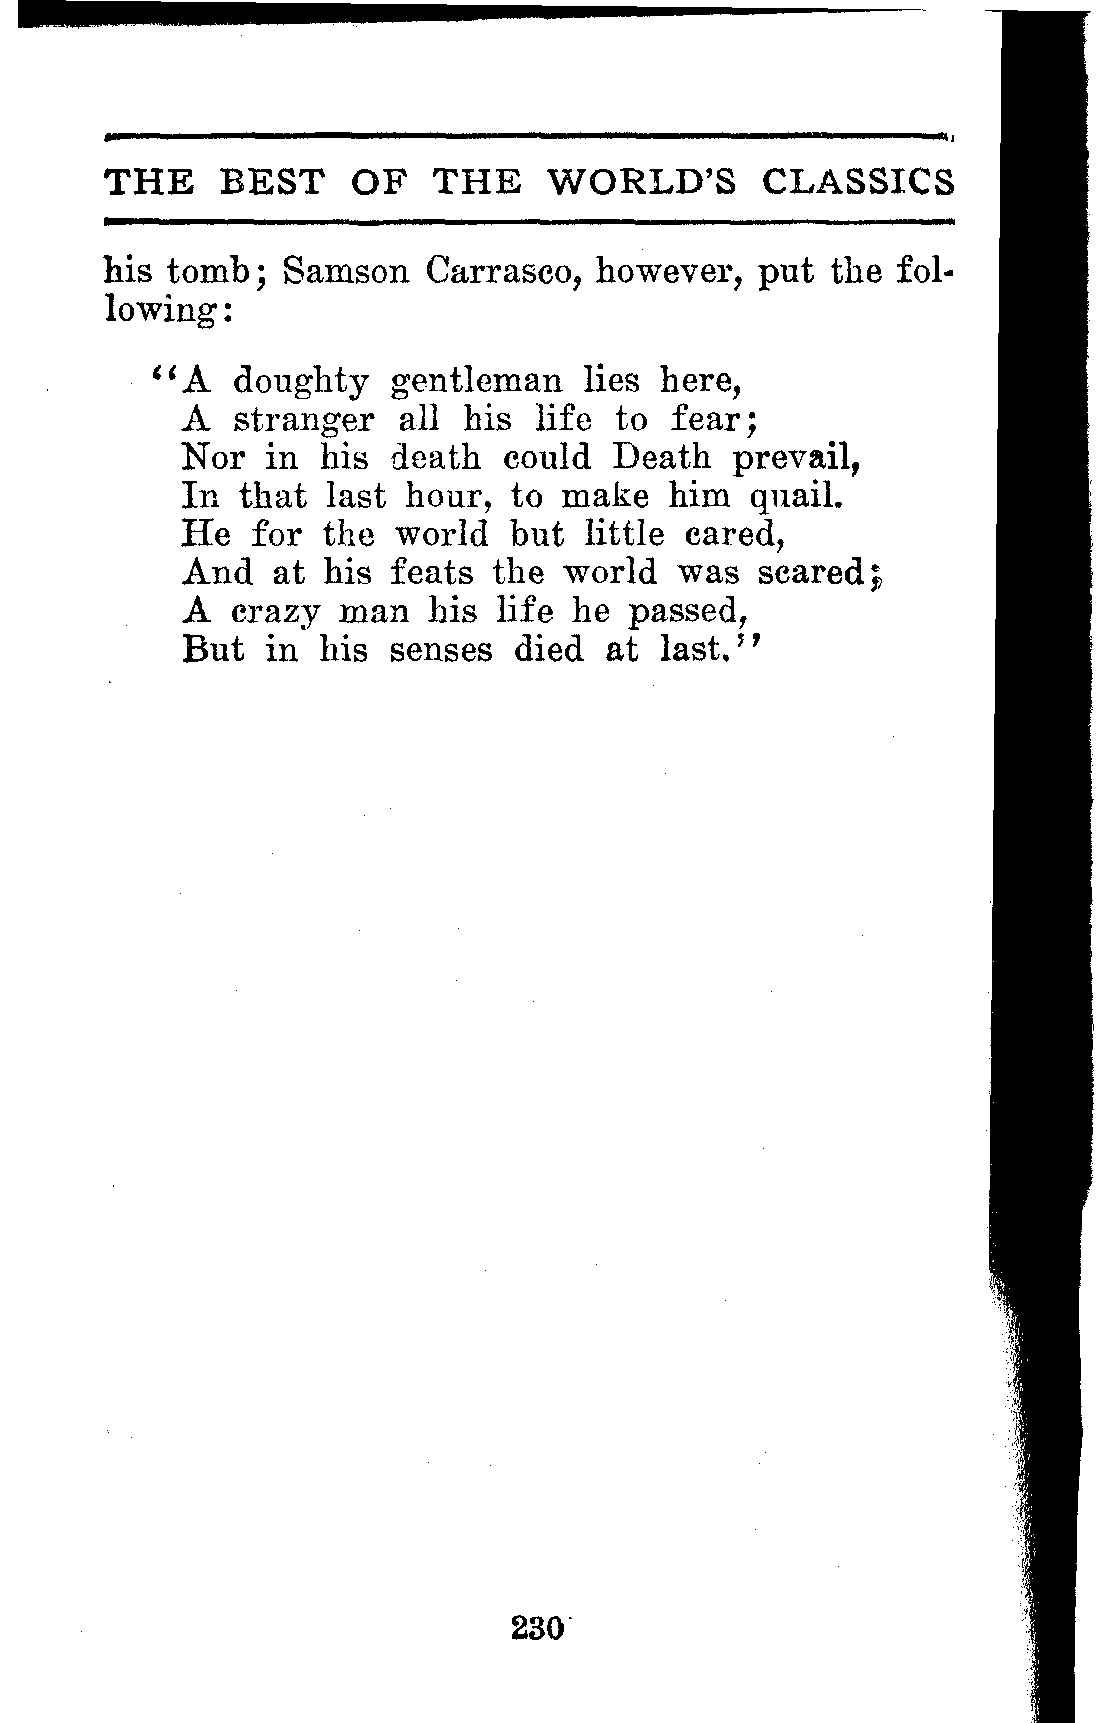 THE BEST OF THE WORLD'S CLASSICS
his tomb; Samson Carrasco, however, put the fol-
lowing:
"A doughty gentleman lies here,
A stranger all his life to fear;
Nor in his death could Death prevail,
In that last hour, to make him quail.
He for the world but little cared,
And at his feats the world was scared;
A crazy man his life he passed,
But in his senses died at last."
230